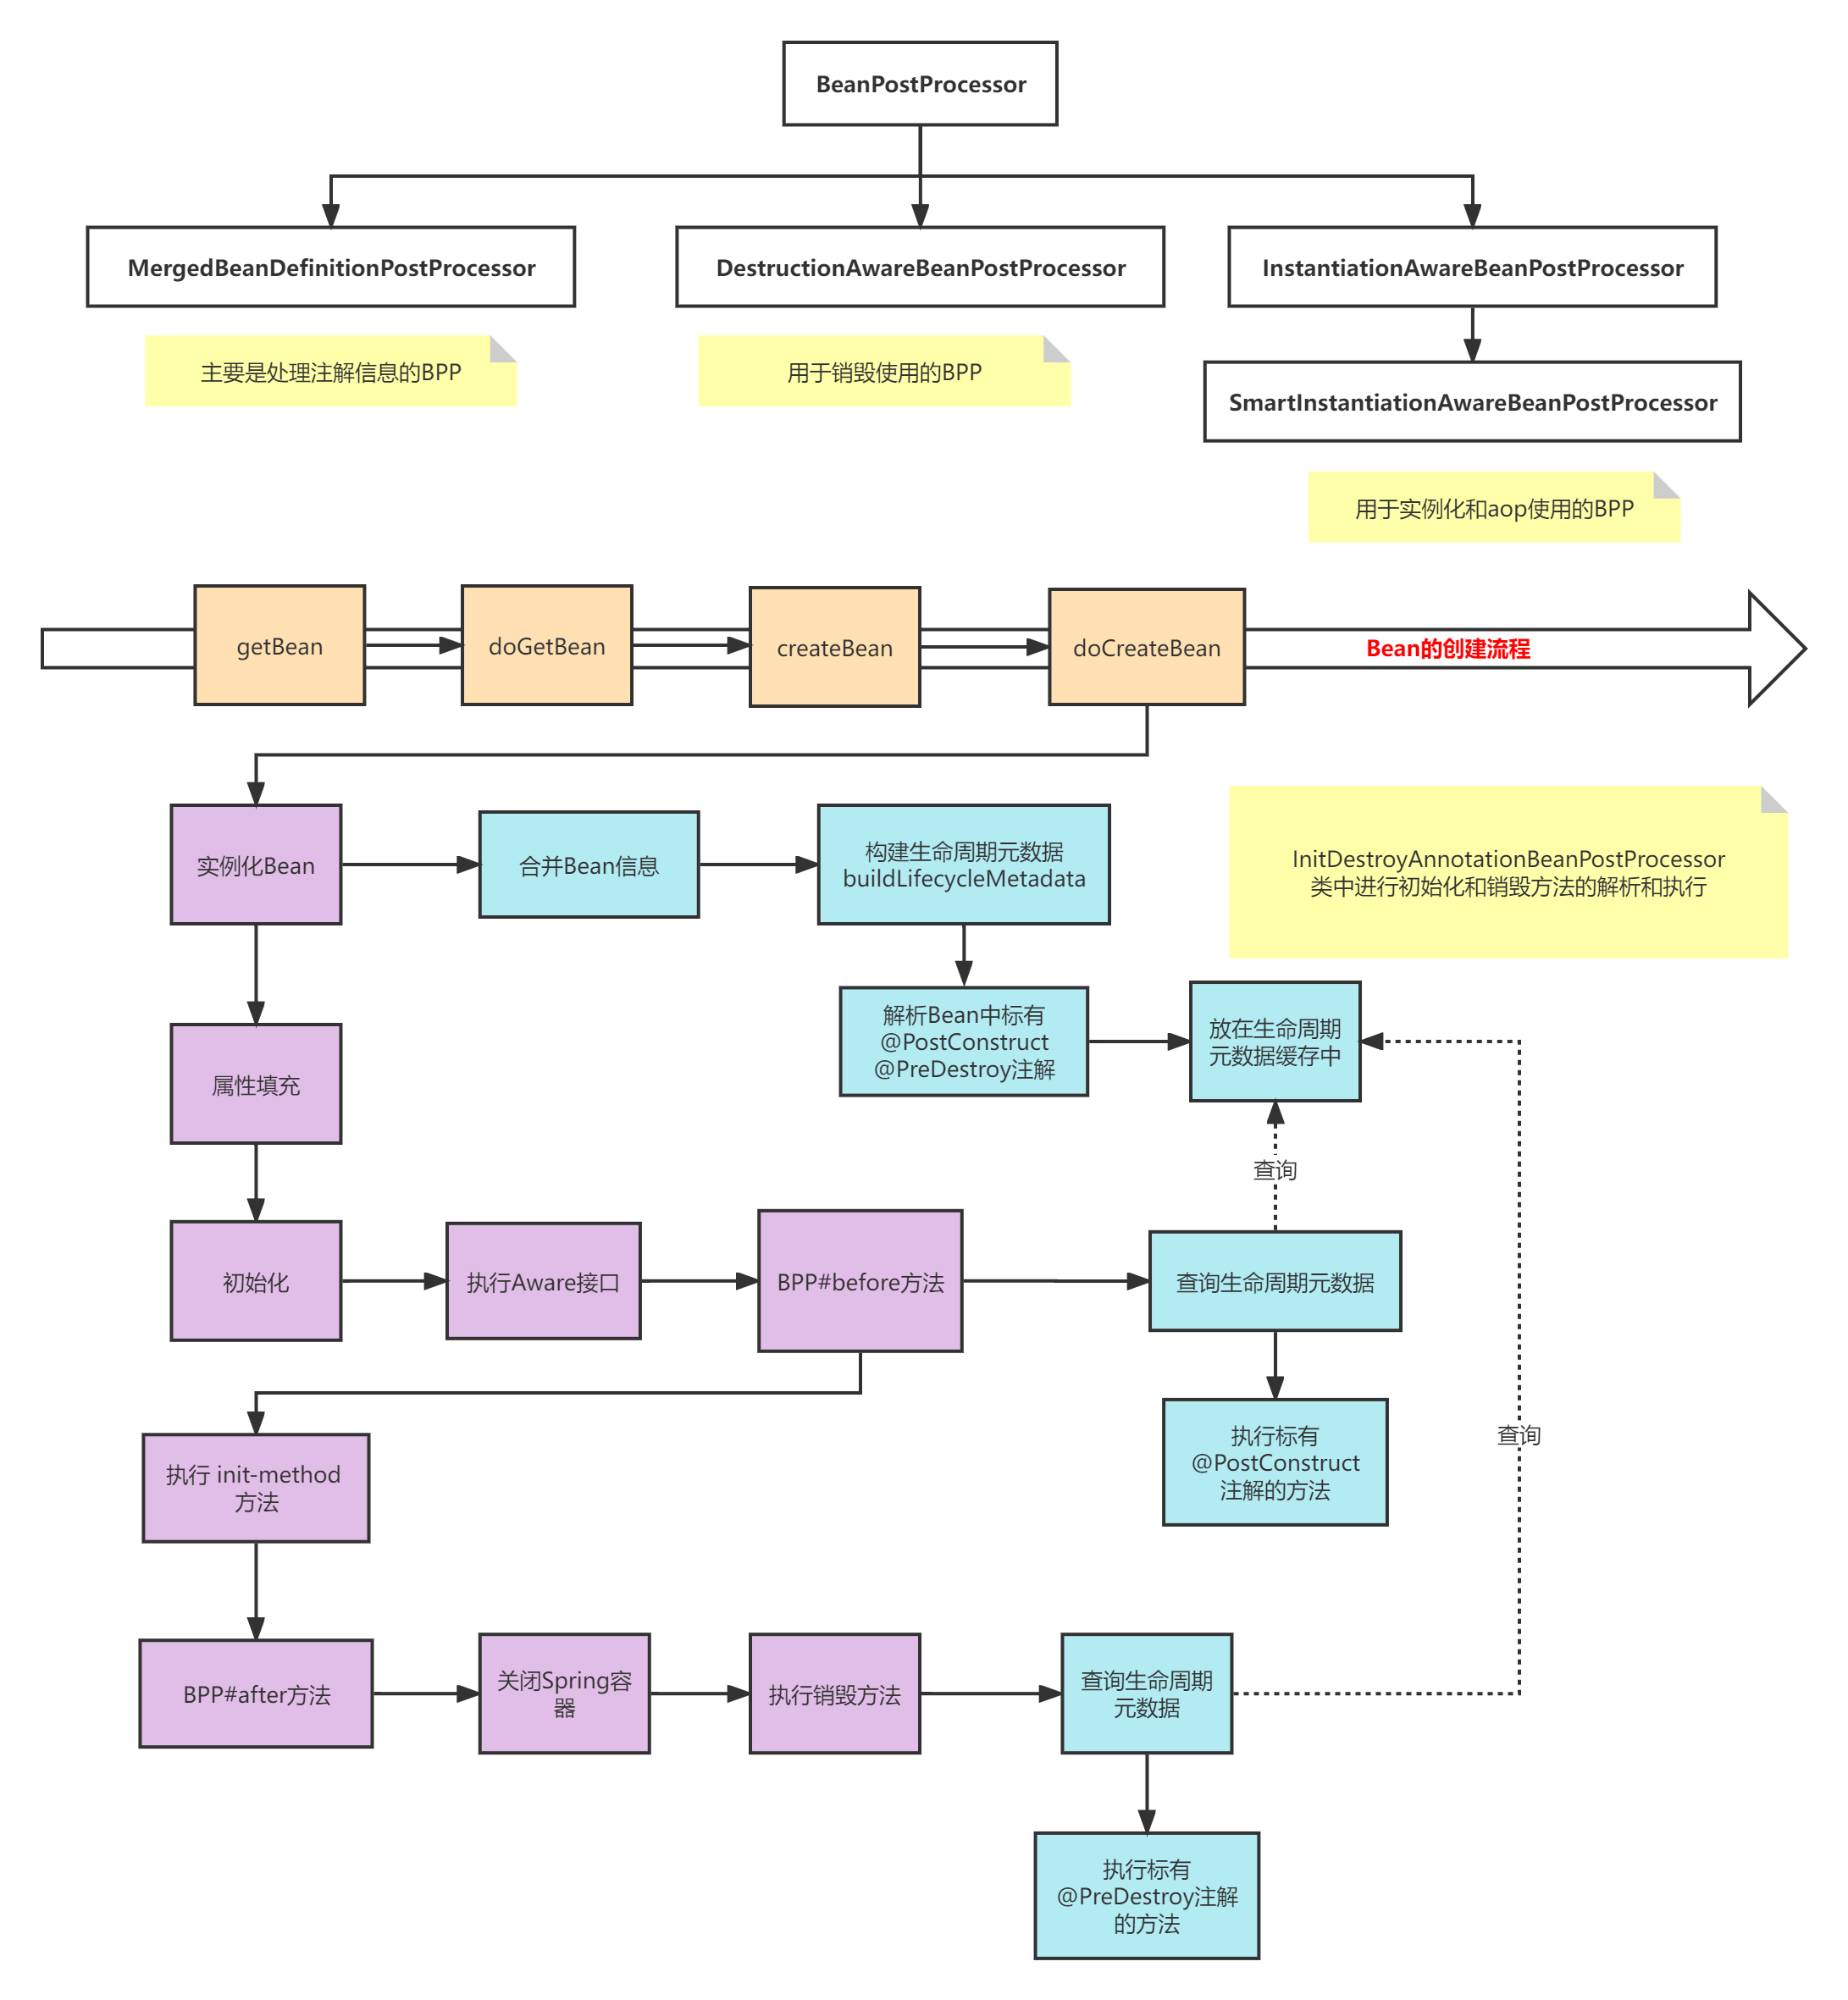 BeanPostProcessor
MergedBeanDefinitionPostProcessor
DestructionAwareBeanPostProcessor
InstantiationAwareBeanPostProcessor
主要是处理注解信息的BPP
用于销毁使用的BPP
SmartInstantiationAwareBeanPostProcessor
用于实例化和aop使用的BPP
getBean
doGetBean
createBean
doCreateBean
Bean的创建流程
实例化Bean
合并Bean信息
构建生命周期元数据
buildLifecycleMetadata
InitDestroyAnnotationBeanPostProcessor
类中进行初始化和销毁方法的解析和执行
解析Bean中标有
@PostConstruct
@PreDestroy注解
放在生命周期
元数据缓存中
属性填充
查询
初始化
执行Aware接口
BPP#before方法
查询生命周期元数据
执行标有
@PostConstruct
注解的方法
查询
执行 init-method
方法
BPP#after方法
关闭Spring容
器
执行销毁方法
查询生命周期
元数据
执行标有
@PreDestroy注解
的方法